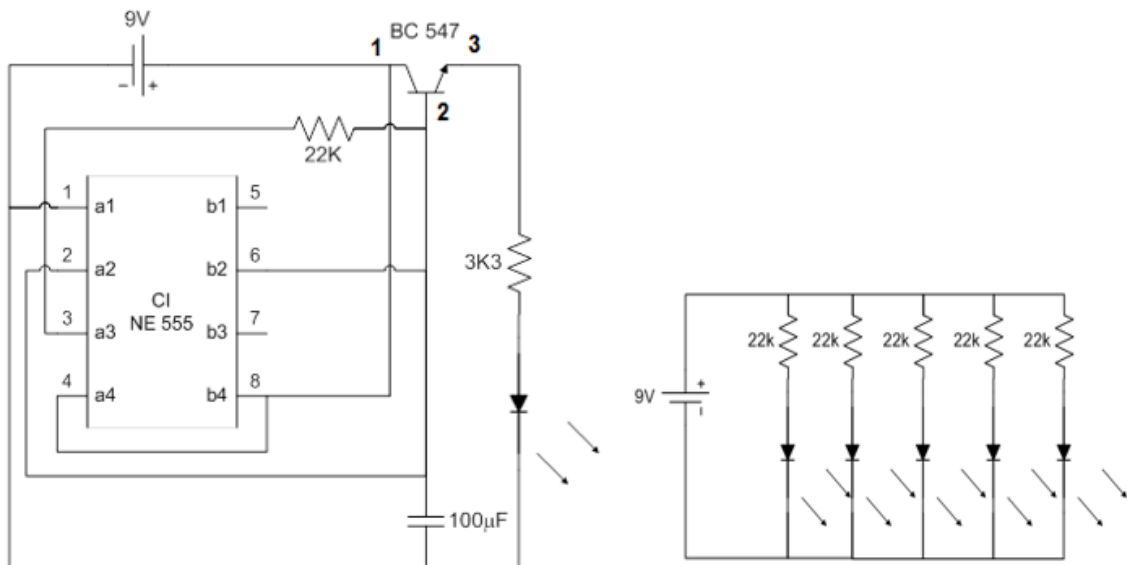 9V
BC 547
1 3
− +
2
22K
1 a1 b1 5
2 a2 b2 6
CI
NE 555
3 a3 b3 7
4 a4 b4 8
3K3
100µF
22k 22k 22k 22k 22k
9V
+
−